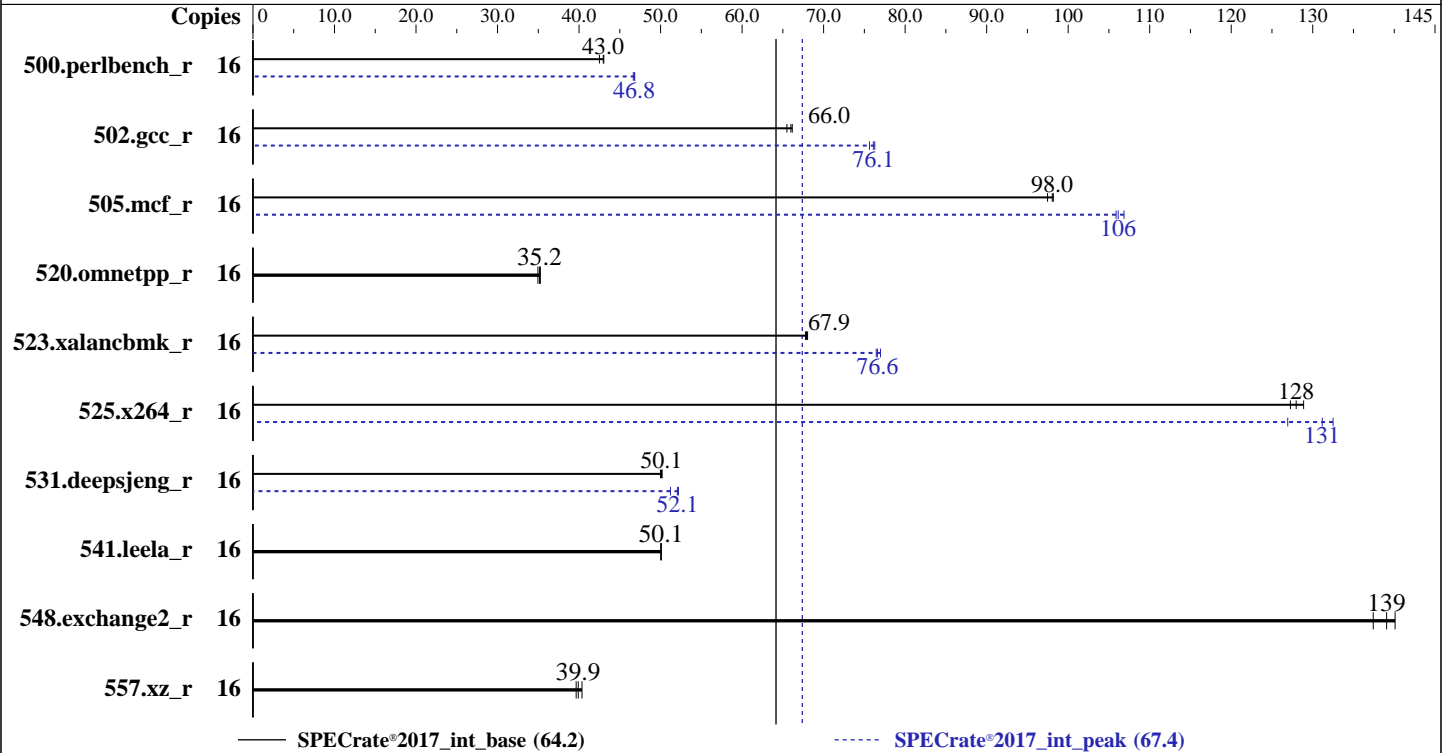 Copies 0 10.0 20.0 30.0 40.0 50.0 60.0 70.0 80.0 90.0 100 110 120 130 145
43.0
500.perlbench_r 16
46.8
66.0
502.gcc_r 16
76.1
98.0
505.mcf_r 16
106
35.2
520.omnetpp_r 16
67.9
523.xalancbmk_r 16
76.6
128
525.x264_r 16
131
50.1
531.deepsjeng_r 16
52.1
50.1
541.leela_r 16
139
548.exchange2_r 16
39.9
557.xz_r 16
SPECrate®2017_int_base (64.2) SPECrate®2017_int_peak (67.4)